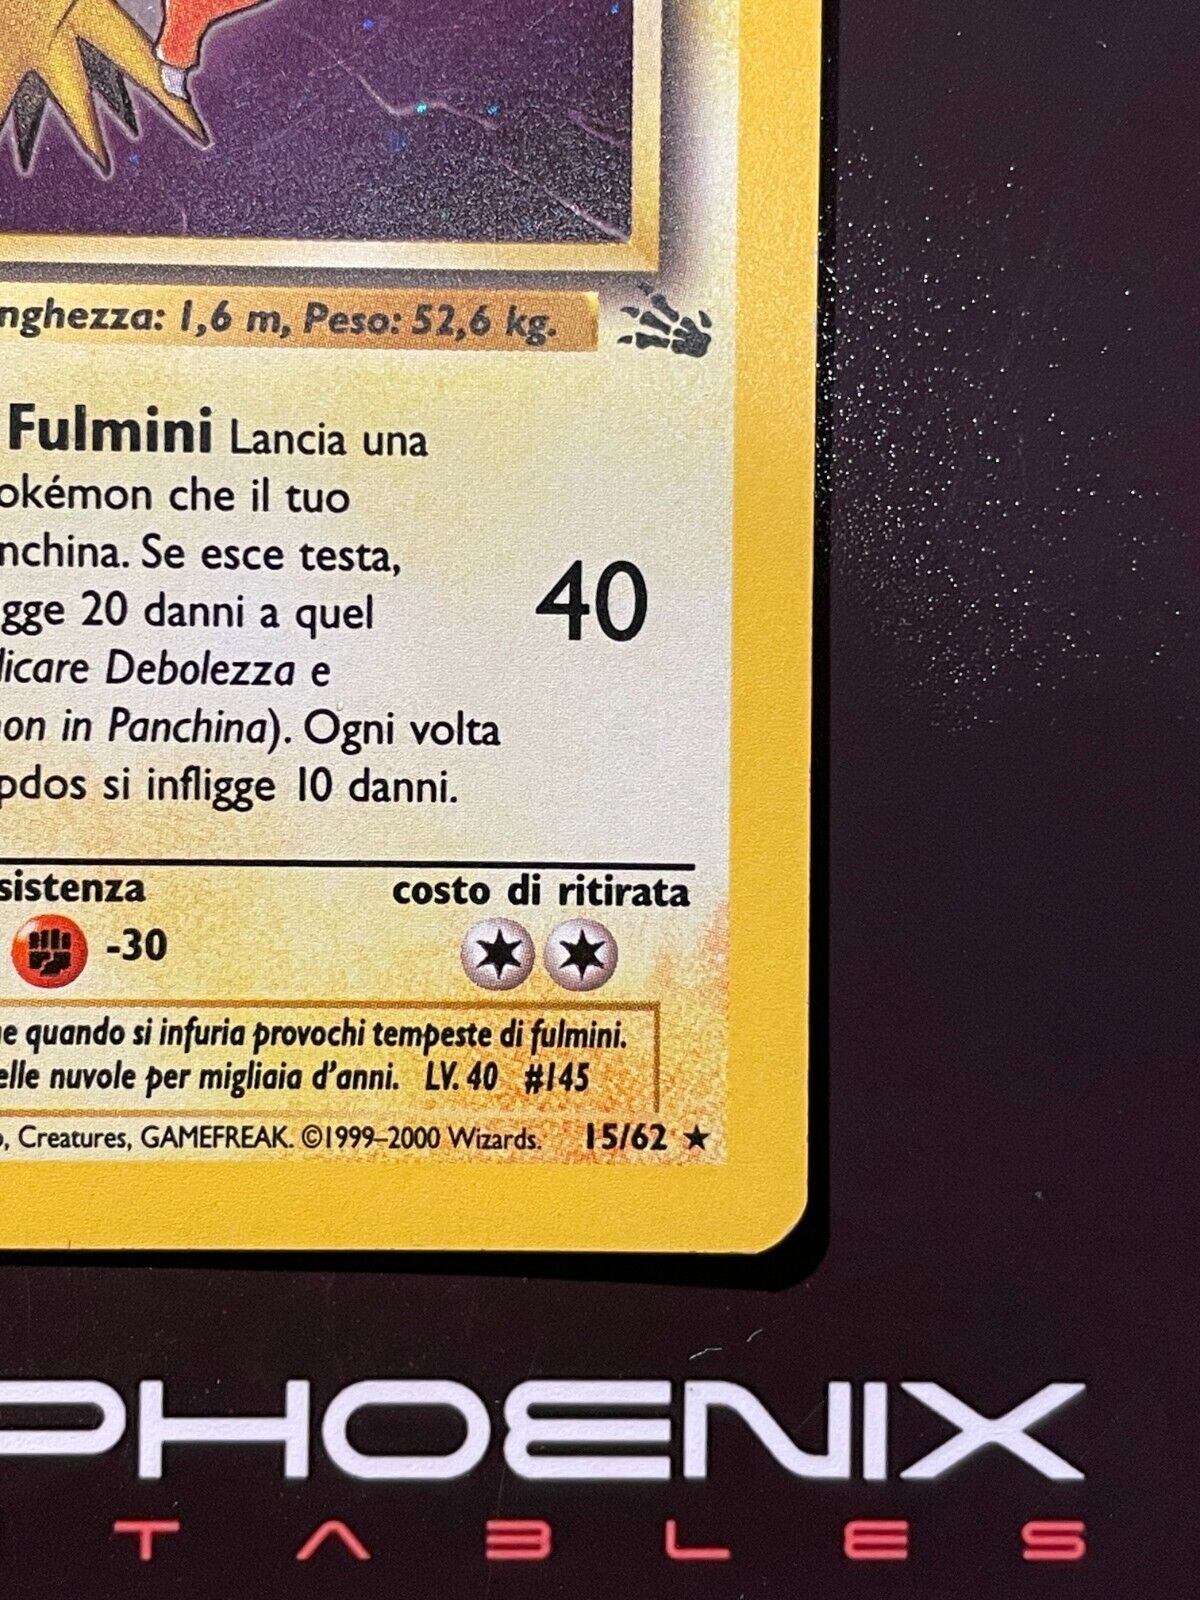 nghezza: 1,6 m, Peso: 52,6 kg.
Fulmini Lancia una
okémon che il tuo
nchina. Se esce testa,
gge 20 danni a quel
40
licare Debolezza e
on in Panchina). Ogni volta
pdos si infligge 10 danni.
sistenza
costo di ritirata
-30
e quando si infuria provochi tempeste di fulmini.
elle nuvole per migliaia d'anni. LV. 40 #145
, Creatures, GAMEFREAK. ©1999–2000 Wizards. 15/62 ★
PHOENIX
TABLES